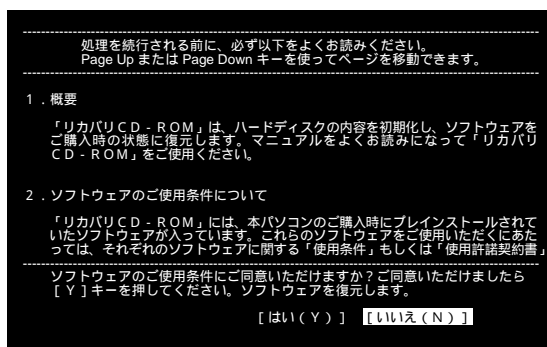 処理を続行される前に、必ず以下をよくお読みください。
Page Up または Page Down キーを使ってページを移動できます。
1.概要
「リカバリCD-ROM」は、ハードディスクの内容を初期化し、ソフトウェアを
ご購入時の状態に復元します。マニュアルをよくお読みになって「リカバリ
CD-ROM」をご使用ください。
2.ソフトウェアのご使用条件について
「リカバリCD-ROM」には、本パソコンのご購入時にプレインストールされて
いたソフトウェアが入っています。これらのソフトウェアをご使用いただくにあた
っては、それぞれのソフトウェアに関する「使用条件」もしくは「使用許諾契約書」
ソフトウェアのご使用条件にご同意いただけますか?ご同意いただけましたら
[Y]キーを押してください。ソフトウェアを復元します。
[はい(Y)] [いいえ(N)]